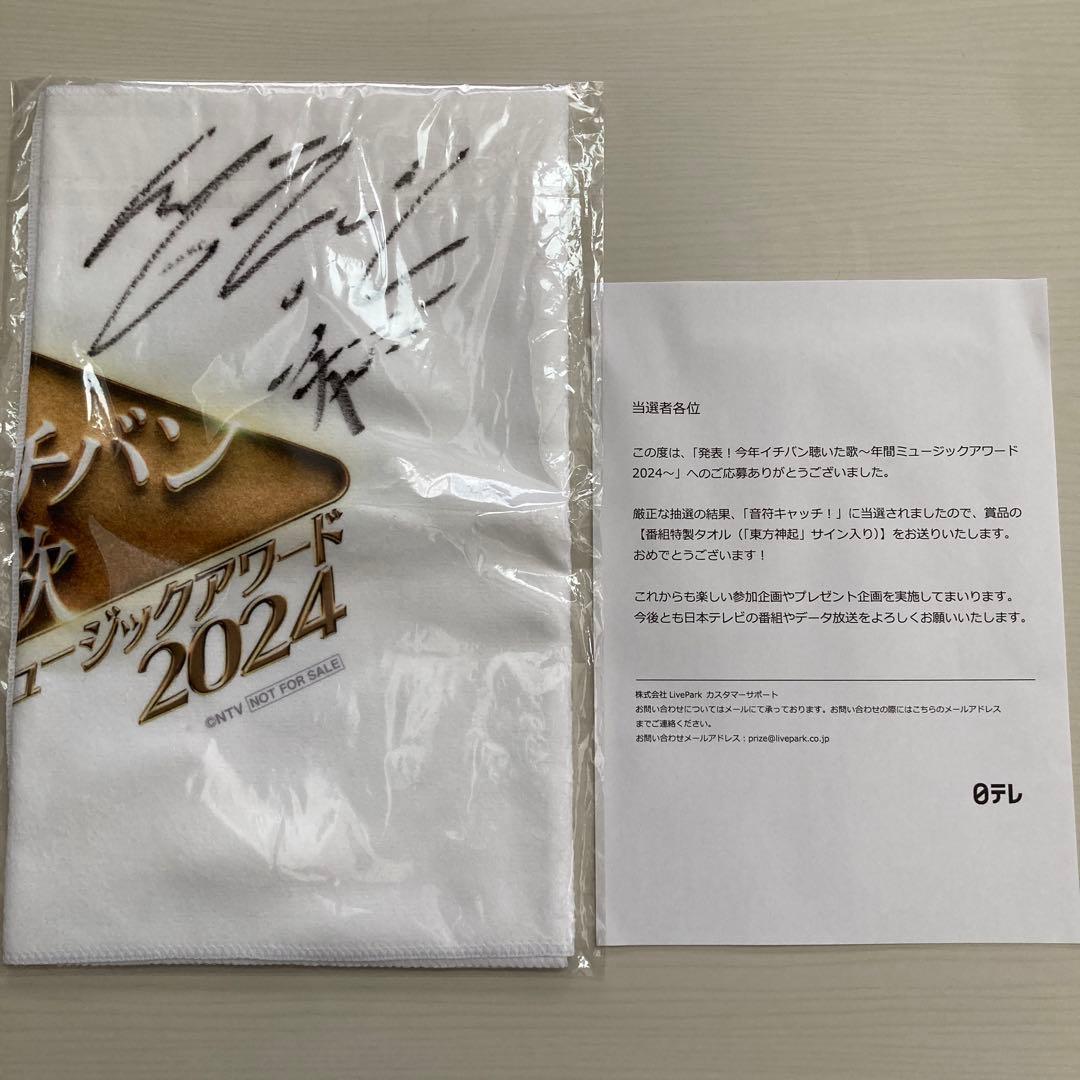 チバン
歌
ュージックアワード
2024
©NTV NOT FOR SALE
当選者各位
この度は、「発表！今年イチバン聴いた歌～年間ミュージックアワード
2024～」へのご応募ありがとうございました。
厳正な抽選の結果、「音符キャッチ！」に当選されましたので、賞品の
【番組特製タオル（「東方神起」サイン入り）】をお送りいたします。
おめでとうございます！
これからも楽しい参加企画やプレゼント企画を実施してまいります。
今後とも日本テレビの番組やデータ放送をよろしくお願いいたします。
株式会社 LivePark カスタマーサポート
お問い合わせについてはメールにて承っております。お問い合わせの際にはこちらのメールアドレス
までご連絡ください。
お問い合わせメールアドレス：prize@livepark.co.jp
日テレ